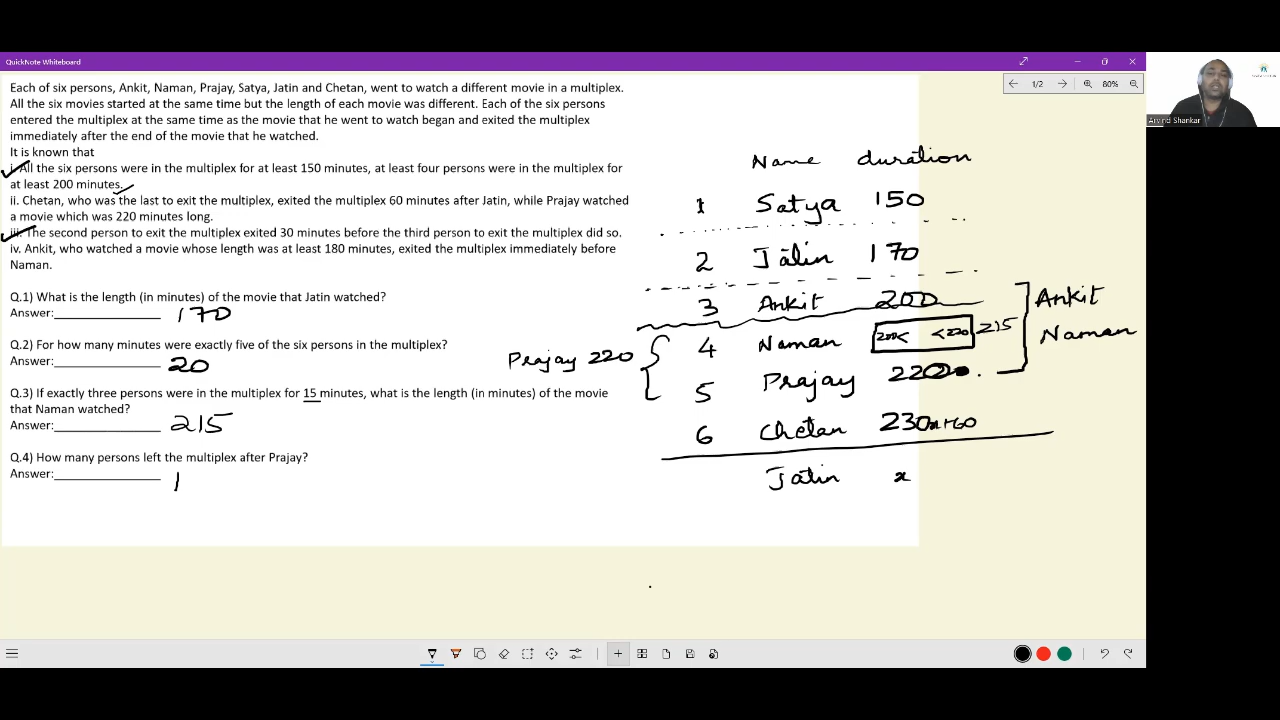 QuickNote Whiteboard
1/2
80%
Each of six persons, Ankit, Naman, Prajay, Satya, Jatin and Chetan, went to watch a different movie in a multiplex.
All the six movies started at the same time but the length of each movie was different. Each of the six persons
entered the multiplex at the same time as the movie that he went to watch began and exited the multiplex
immediately after the end of the movie that he watched.
It is known that
i. All the six persons were in the multiplex for at least 150 minutes, at least four persons were in the multiplex for
at least 200 minutes.
ii. Chetan, who was the last to exit the multiplex, exited the multiplex 60 minutes after Jatin, while Prajay watched
a movie which was 220 minutes long.
iii. The second person to exit the multiplex exited 30 minutes before the third person to exit the multiplex did so.
iv. Ankit, who watched a movie whose length was at least 180 minutes, exited the multiplex immediately before
Naman.
Q.1) What is the length (in minutes) of the movie that Jatin watched?
Answer: 170
Q.2) For how many minutes were exactly five of the six persons in the multiplex?
Answer: 20
Q.3) If exactly three persons were in the multiplex for 15 minutes, what is the length (in minutes) of the movie
that Naman watched?
Answer: 215
Q.4) How many persons left the multiplex after Prajay?
Answer: 1
Name duration
1 Satya 150
2 Jatin 170
3 Ankit 200
4 Naman 200< <220 215
5 Prajay 220
6 Chetan 230 x+60
Jatin x
Prajay 220
Ankit
Naman
Arvind Shankar